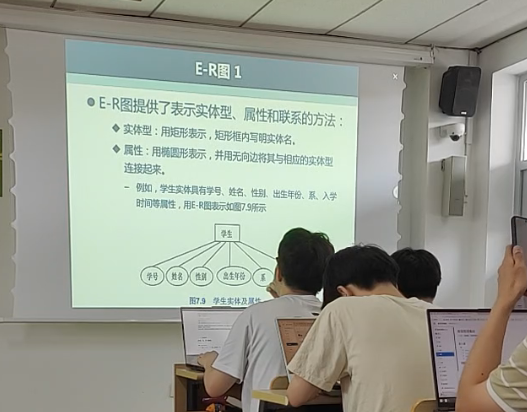 E-R图 1
E-R图提供了表示实体型、属性和联系的方法：
实体型：用矩形表示，矩形框内写明实体名。
属性：用椭圆形表示，并用无向边将其与相应的实体型
连接起来。
– 例如，学生实体具有学号、姓名、性别、出生年份、系、入学
时间等属性，用E-R图表示如图7.9所示
学生
学号 姓名 性别 出生年份 系
图7.9 学生实体及属性